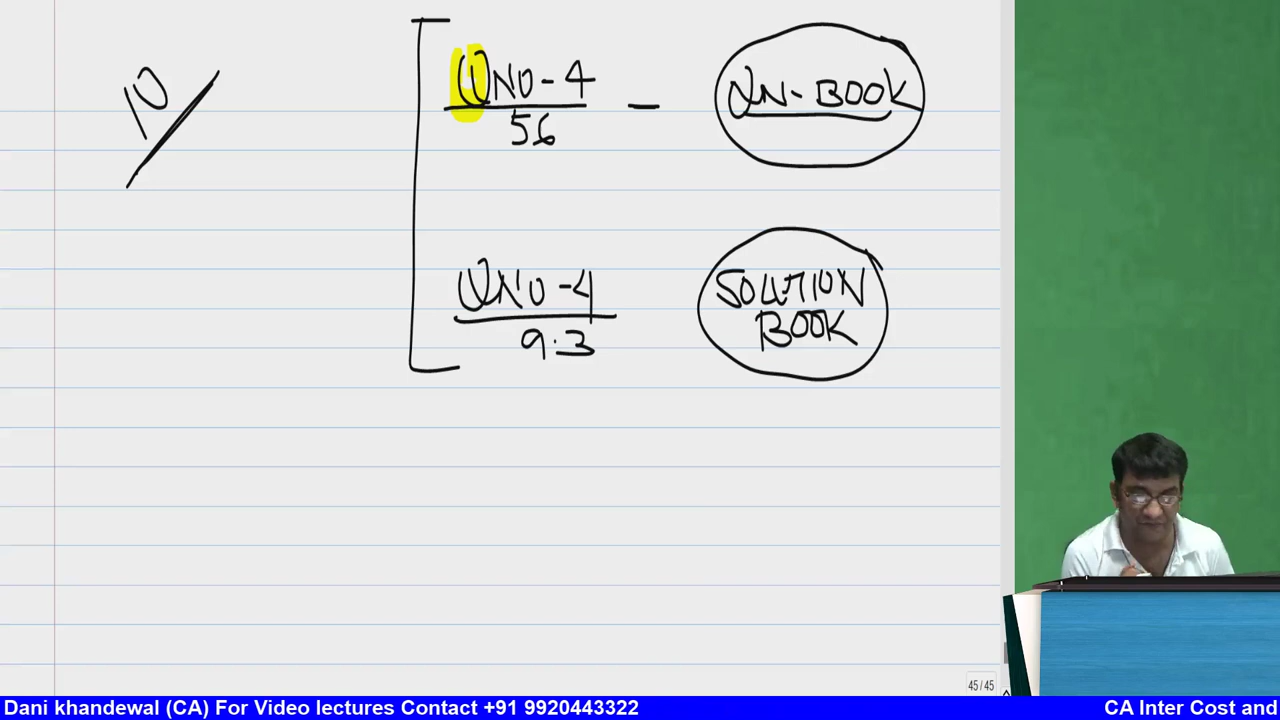 10/
QNO-4 - QN-BOOK
56
QNO-4 SOLUTION
BOOK
9.3
45/45
Dani khandewal (CA) For Video lectures Contact +91 9920443322 CA Inter Cost and